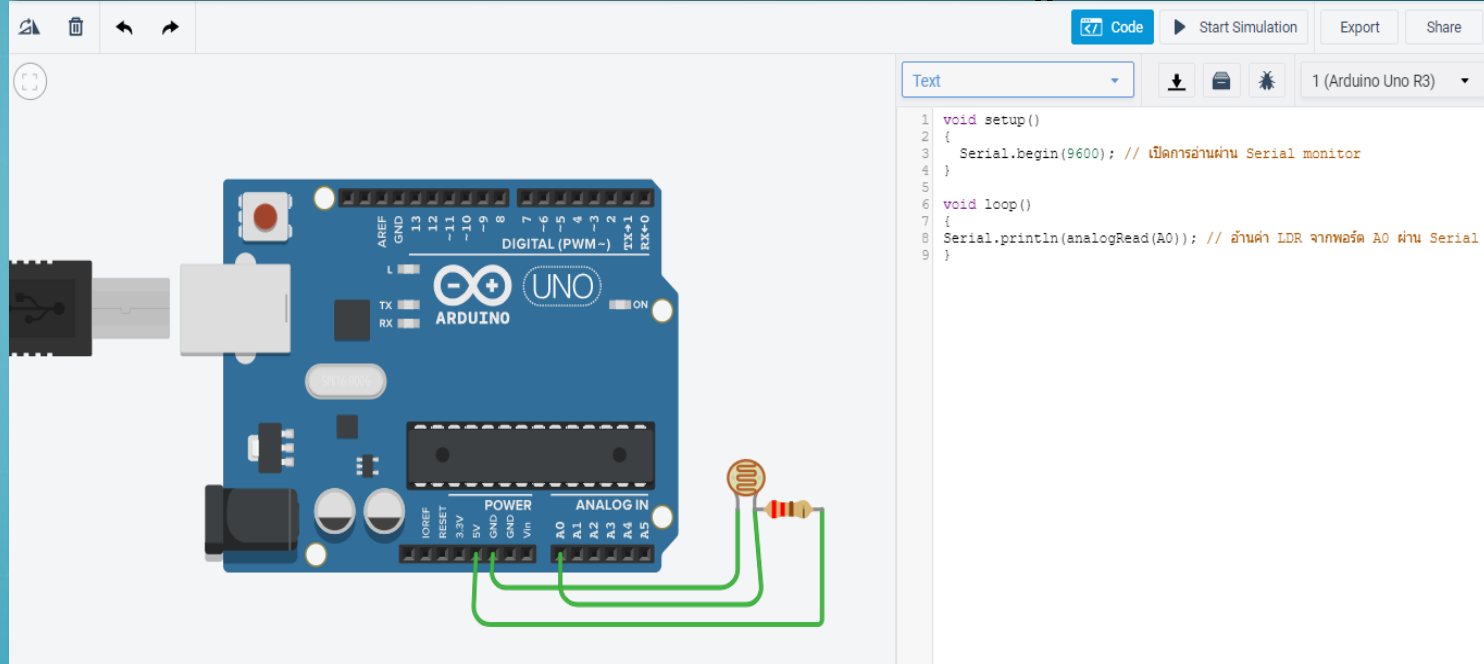 Code
Start Simulation
Export
Share
Text
1 (Arduino Uno R3)
1 void setup()
2 {
3 Serial.begin(9600); // เปิดการอ่านผ่าน Serial monitor
4 }
5
6 void loop()
7 {
8 Serial.println(analogRead(A0)); // อ้านค่า LDR จากพอร์ต A0 ผ่าน Serial
9 }
AREF
GND
13
12
~11
~10
~9
8
7
~6
~5
4
~3
2
TX→1
RX←0
DIGITAL (PWM~)
L
TX
RX
ARDUINO
UNO
ON
POWER
ANALOG IN
IOREF
RESET
3.3V
5V
GND
GND
Vin
A0
A1
A2
A3
A4
A5